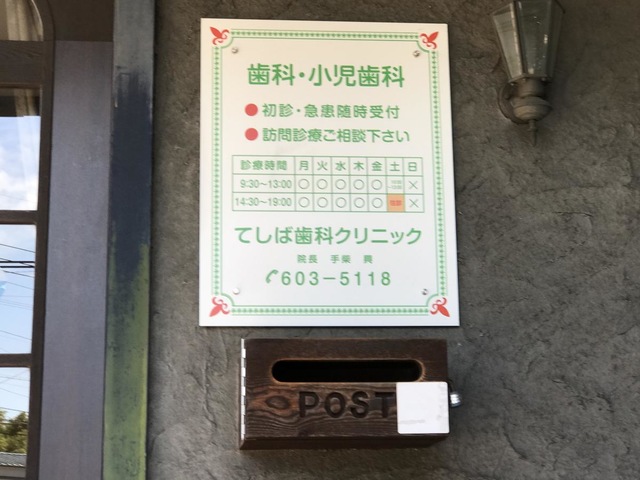 歯科・小児歯科
●初診・急患随時受付
●訪問診療ご相談下さい
診療時間 月 火 水 木 金 土 日
9:30～13:00 ○ ○ ○ ○ ○ ×
14:30～19:00 ○ ○ ○ ○ ○ ×
てしば歯科クリニック
院長 手柴 興
603-5118
POST